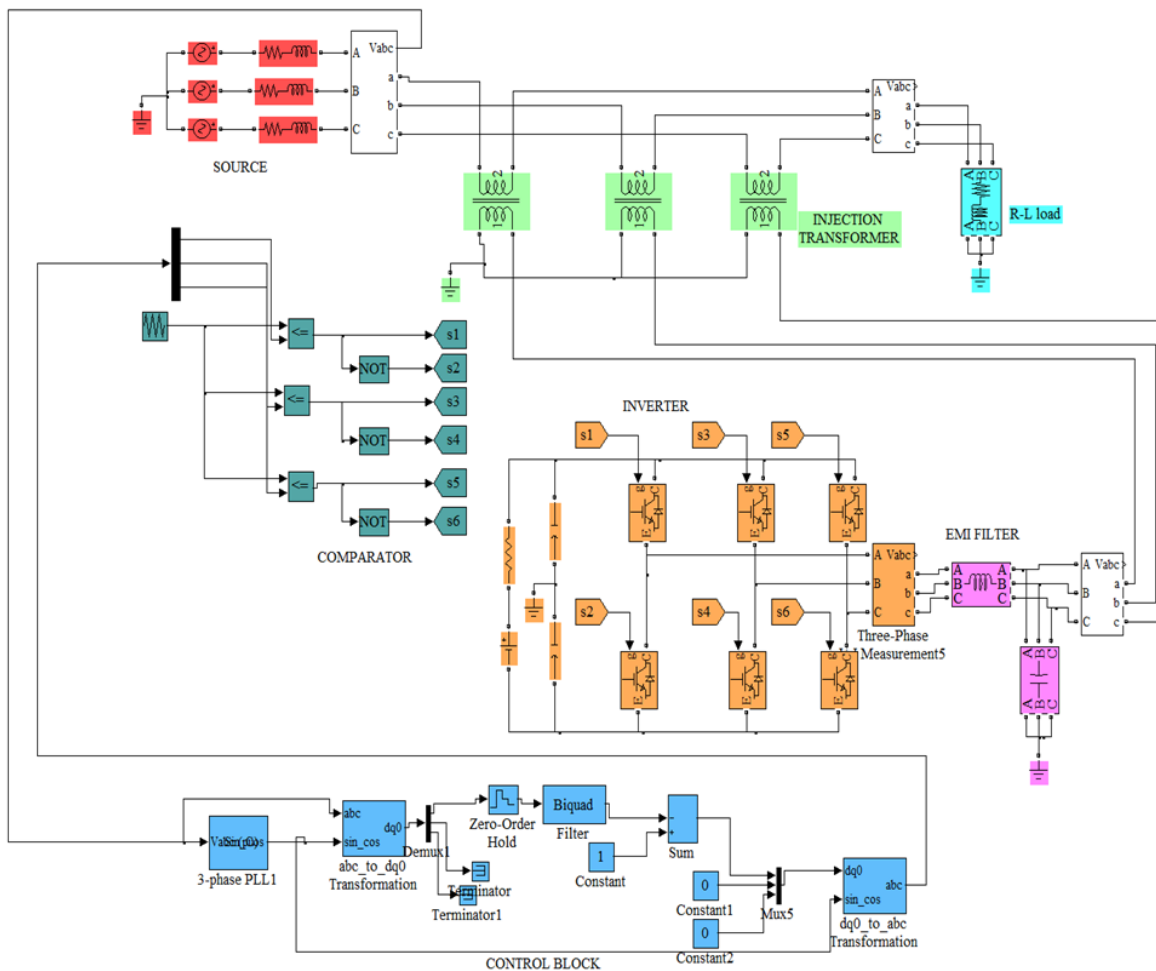 Vabc
A
a
B
b
C
c
SOURCE
Vabc
A
a
B
b
C
c
2
1
2
1
2
1
INJECTION
TRANSFORMER
A
B
C
A
B
C
R-L load
<=
s1
NOT
s2
<=
s3
NOT
s4
<=
s5
NOT
s6
COMPARATOR
INVERTER
s1
s3
s5
g
C
E
g
C
E
g
C
E
s2
s4
s6
g
C
E
g
C
E
g
C
E
+
A
Vabc
a
B
b
C
c
Three-Phase
Measurement5
EMI FILTER
A
A
B
B
C
C
A
Vabc
a
B
b
C
c
A
B
C
A
B
C
3-phase PLL1
abc
dq0
sin_cos
abc_to_dq0
Transformation
Demux1
Terminator
Terminator1
Zero-Order
Hold
Biquad
Filter
1
Constant
-
+
Sum
0
Constant1
0
Constant2
Mux5
dq0
abc
sin_cos
dq0_to_abc
Transformation
CONTROL BLOCK